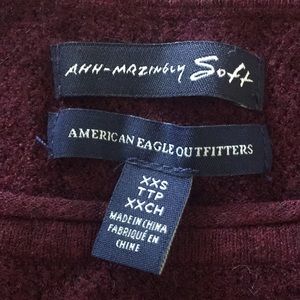 AHH-MAZINGLY Soft
AMERICAN EAGLE OUTFITTERS
XXS
TTP
XXCH
MADE IN CHINA
FABRIQUÉ EN
CHINE